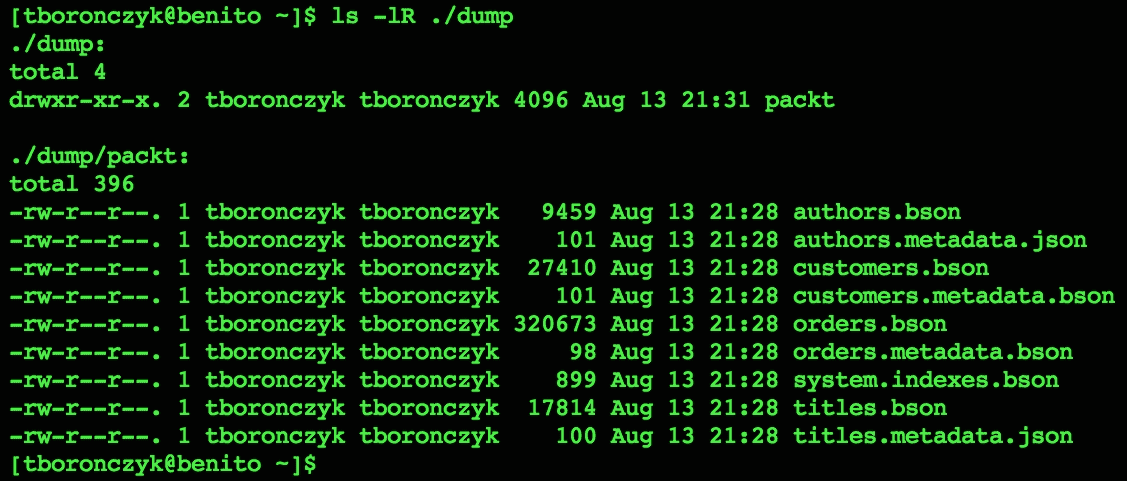 [tboronczyk@benito ~]$ ls -lR ./dump
./dump:
total 4
drwxr-xr-x. 2 tboronczyk tboronczyk 4096 Aug 13 21:31 packt

./dump/packt:
total 396
-rw-r--r--. 1 tboronczyk tboronczyk   9459 Aug 13 21:28 authors.bson
-rw-r--r--. 1 tboronczyk tboronczyk    101 Aug 13 21:28 authors.metadata.json
-rw-r--r--. 1 tboronczyk tboronczyk  27410 Aug 13 21:28 customers.bson
-rw-r--r--. 1 tboronczyk tboronczyk    101 Aug 13 21:28 customers.metadata.bson
-rw-r--r--. 1 tboronczyk tboronczyk 320673 Aug 13 21:28 orders.bson
-rw-r--r--. 1 tboronczyk tboronczyk     98 Aug 13 21:28 orders.metadata.bson
-rw-r--r--. 1 tboronczyk tboronczyk    899 Aug 13 21:28 system.indexes.bson
-rw-r--r--. 1 tboronczyk tboronczyk  17814 Aug 13 21:28 titles.bson
-rw-r--r--. 1 tboronczyk tboronczyk    100 Aug 13 21:28 titles.metadata.json
[tboronczyk@benito ~]$